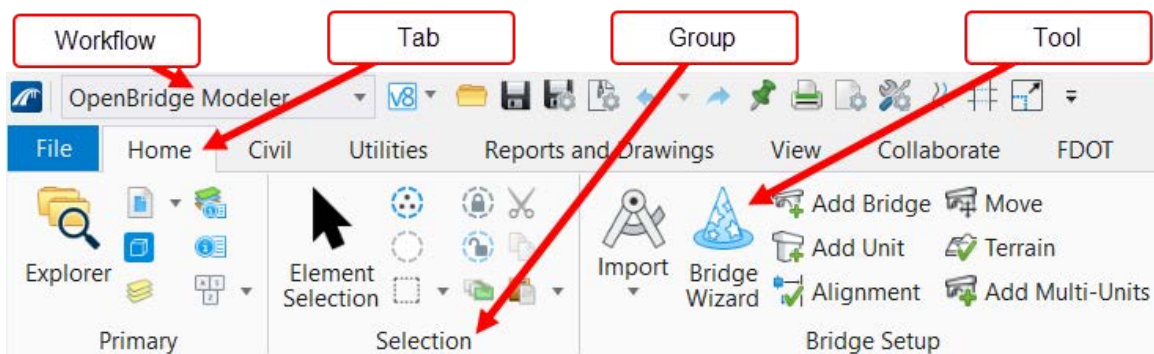 Workflow Tab Group Tool
OpenBridge Modeler V8
File Home Civil Utilities Reports and Drawings View Collaborate FDOT
Explorer
Element
Selection
Import
Bridge
Wizard
Add Bridge Move
Add Unit Terrain
Alignment Add Multi-Units
Primary Selection Bridge Setup